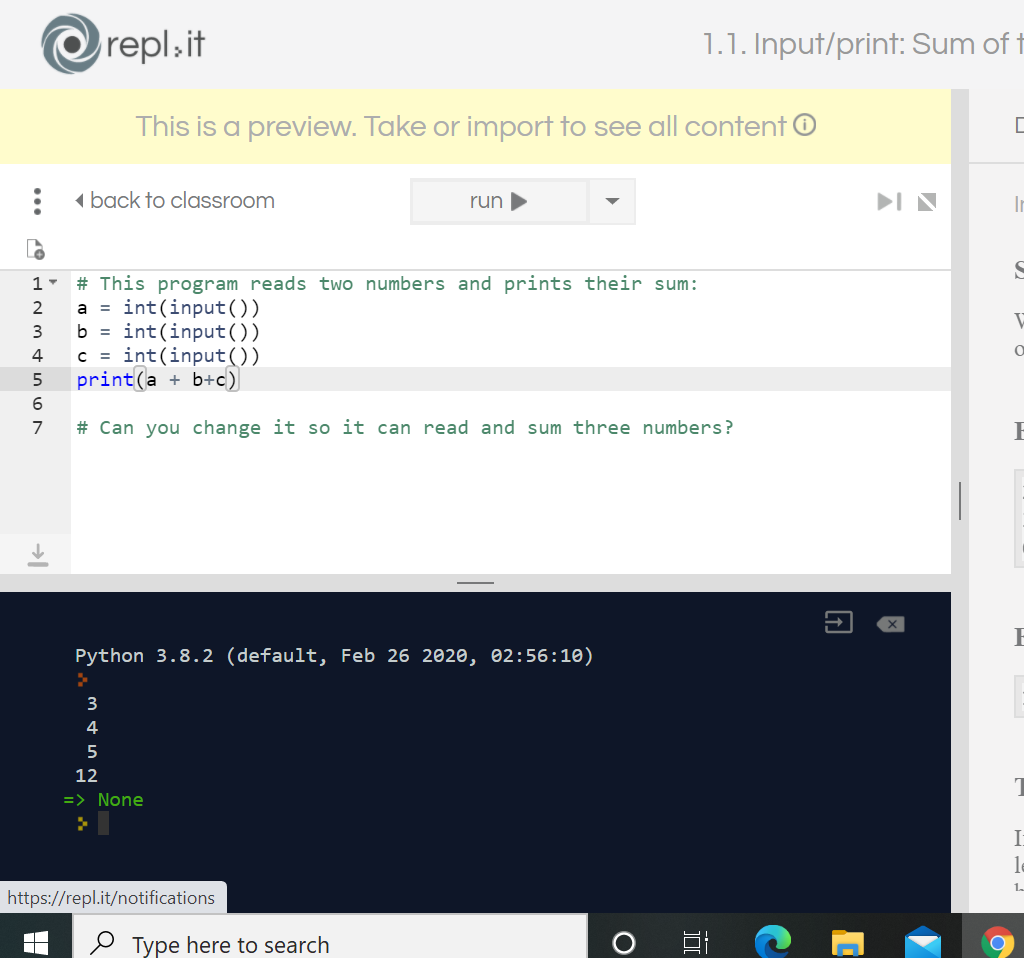 repl.it
1.1. Input/print: Sum of t
This is a preview. Take or import to see all content
back to classroom
run
1 # This program reads two numbers and prints their sum:
2 a = int(input())
3 b = int(input())
4 c = int(input())
5 print(a + b+c)
6
7 # Can you change it so it can read and sum three numbers?
Python 3.8.2 (default, Feb 26 2020, 02:56:10)
3
4
5
12
=> None
https://repl.it/notifications
Type here to search